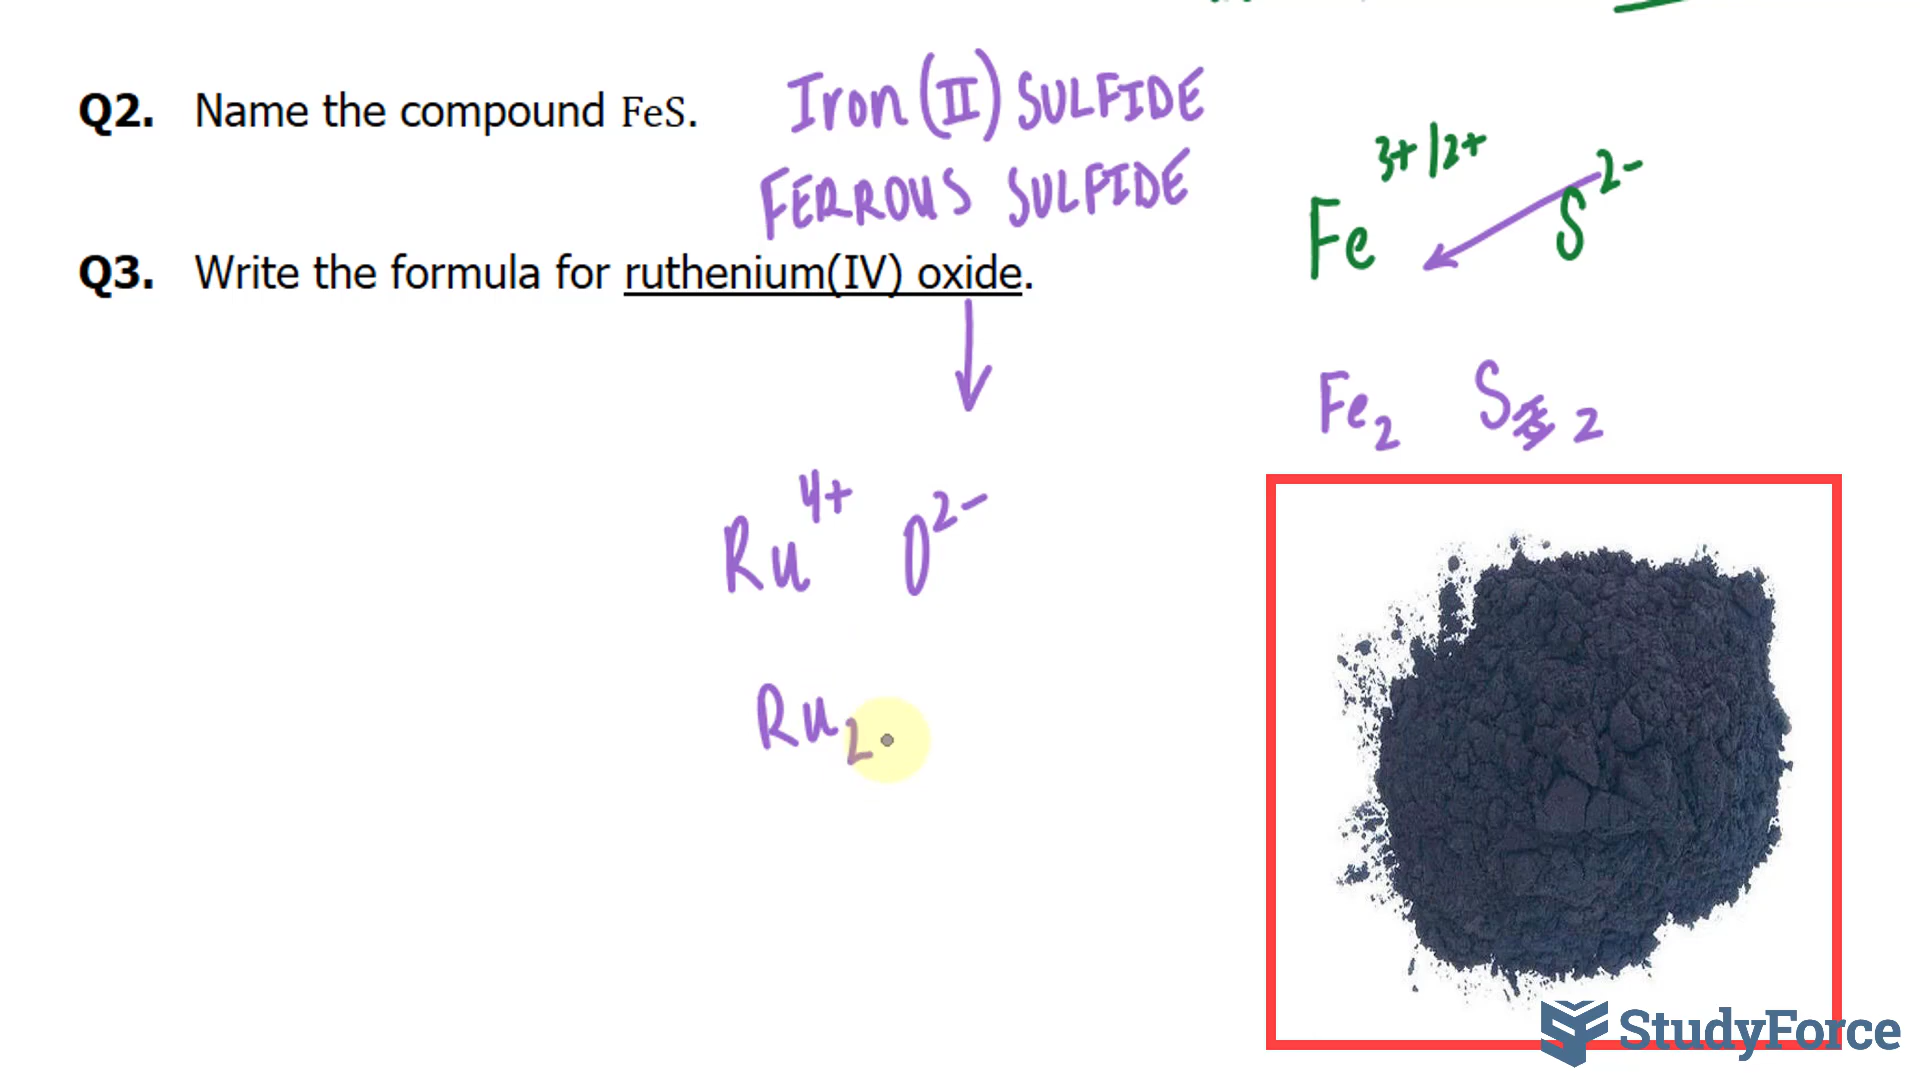 Q2. Name the compound FeS.
Iron (II) SULFIDE
FERROUS SULFIDE
Fe 3+/2+ S 2-
Q3. Write the formula for ruthenium(IV) oxide.
Fe2 S 2
Ru 4+ O 2-
Ru2
StudyForce